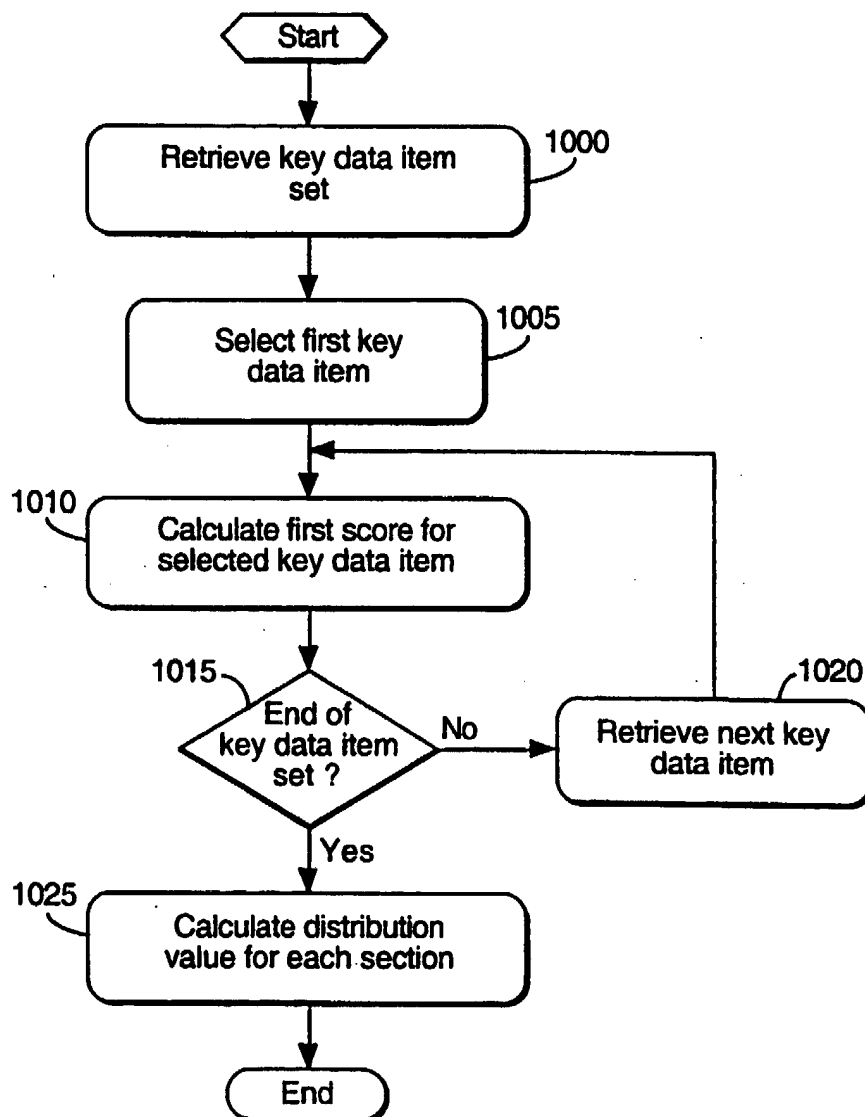 Start
Retrieve key data item
set
1000
Select first key
data item
1005
1010
Calculate first score for
selected key data item
1015
End of
key data item
set ?
No
1020
Retrieve next key
data item
Yes
1025
Calculate distribution
value for each section
End